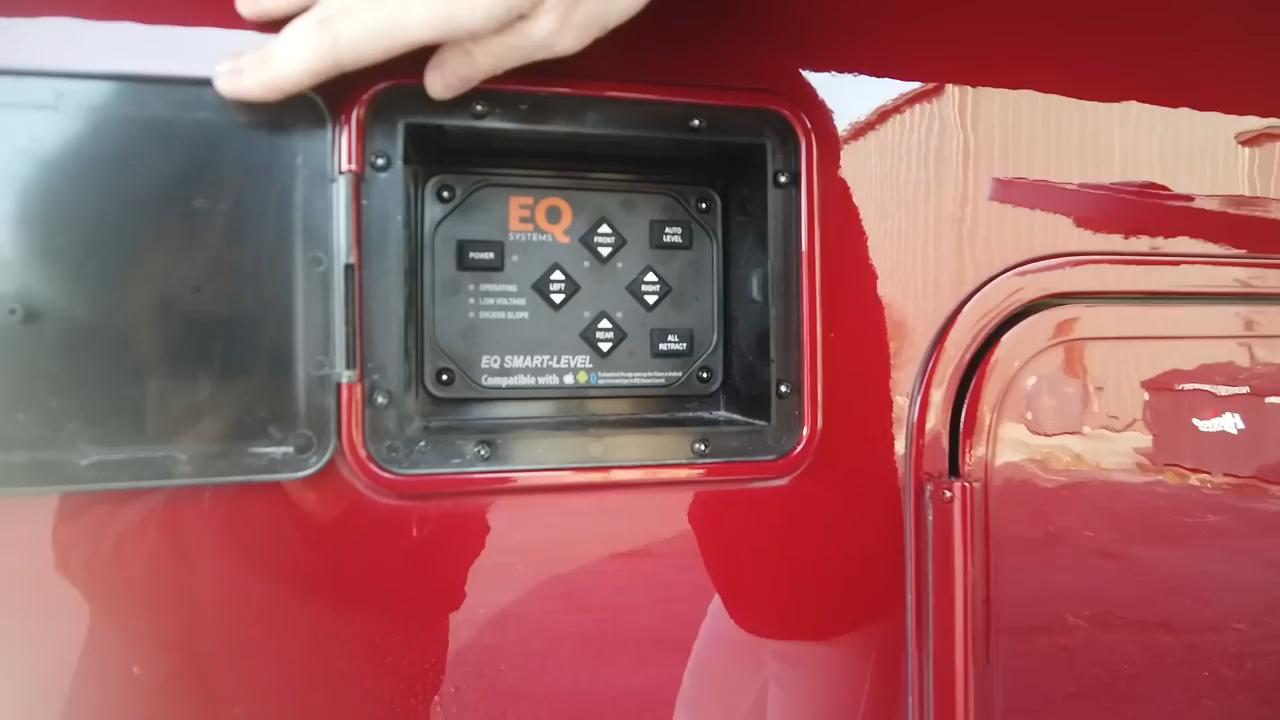 EQ
SYSTEMS
POWER
OPERATING
LOW VOLTAGE
EXCESS SLOPE
FRONT
LEFT
RIGHT
REAR
AUTO
LEVEL
ALL
RETRACT
EQ SMART-LEVEL
Compatible with